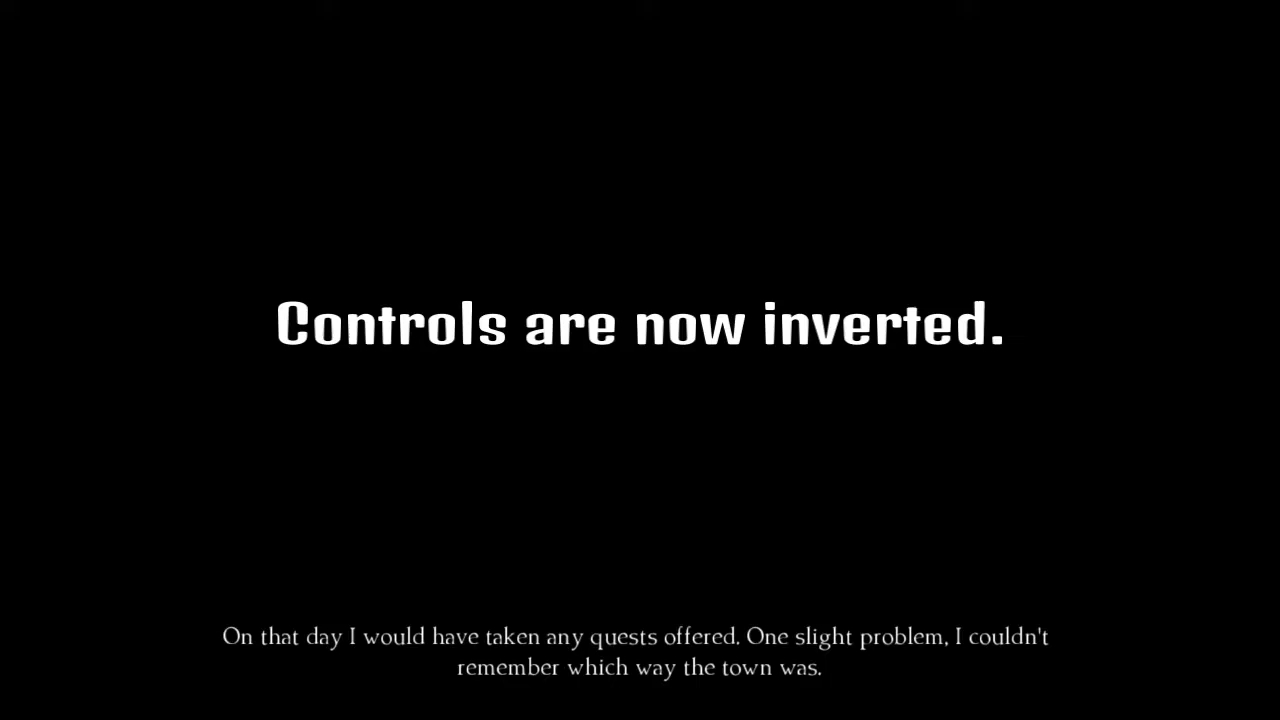 Controls are now inverted.
On that day I would have taken any quests offered. One slight problem, I couldn't
remember which way the town was.